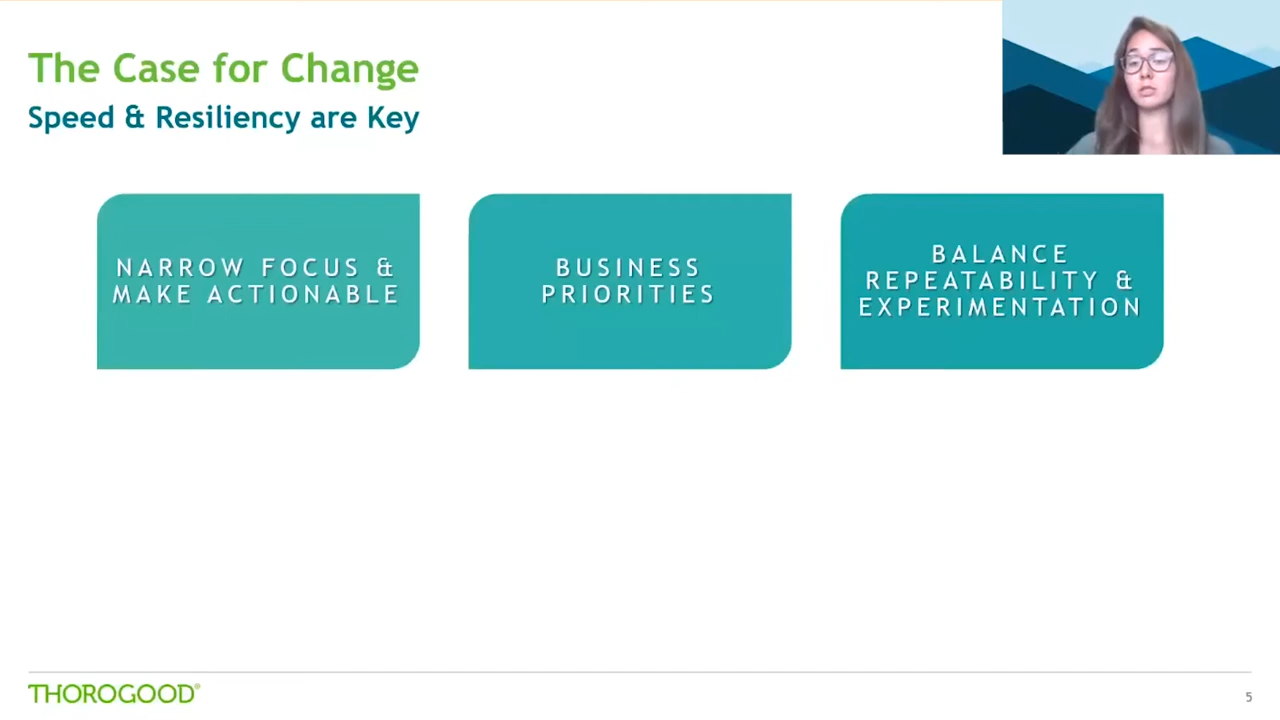 The Case for Change
Speed & Resiliency are Key
NARROW FOCUS &
MAKE ACTIONABLE
BUSINESS
PRIORITIES
BALANCE
REPEATABILITY &
EXPERIMENTATION
THOROGOOD®
5